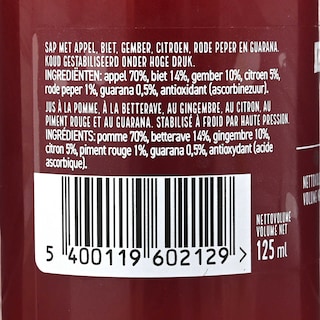 SAP MET APPEL, BIET, GEMBER, CITROEN, RODE PEPER EN GUARANA.
KOUD GESTABILISEERD ONDER HOGE DRUK.
INGREDIËNTEN: appel 70%, biet 14%, gember 10%, citroen 5%,
rode peper 1%, guarana 0,5%, antioxidant (ascorbinezuur).
JUS À LA POMME, À LA BETTERAVE, AU GINGEMBRE, AU CITRON, AU
PIMENT ROUGE ET AU GUARANA. STABILISÉ À FROID PAR HAUTE PRESSION.
INGRÉDIENTS: pomme 70%, betterave 14%, gingembre 10%,
citron 5%, piment rouge 1%, guarana 0,5%, antioxydant (acide
ascorbique).
5 400119 602129 >
NETTOVOLUME
VOLUME NET
125 ml